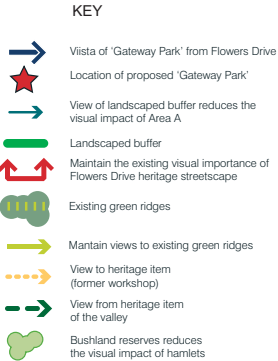 KEY
Viista of 'Gateway Park' from Flowers Drive
Location of proposed 'Gateway Park'
View of landscaped buffer reduces the
visual impact of Area A
Landscaped buffer
Maintain the existing visual importance of
Flowers Drive heritage streetscape
Existing green ridges
Mantain views to existing green ridges
View to heritage item
(former workshop)
View from heritage item
of the valley
Bushland reserves reduces
the visual impact of hamlets